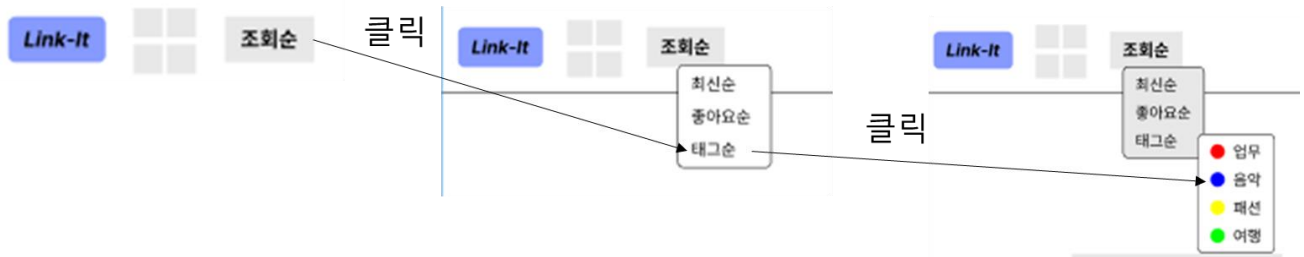 Link-It
조회순
클릭
Link-It
조회순
최신순
좋아요순
태그순
클릭
Link-It
조회순
최신순
좋아요순
태그순
업무
음악
패션
여행